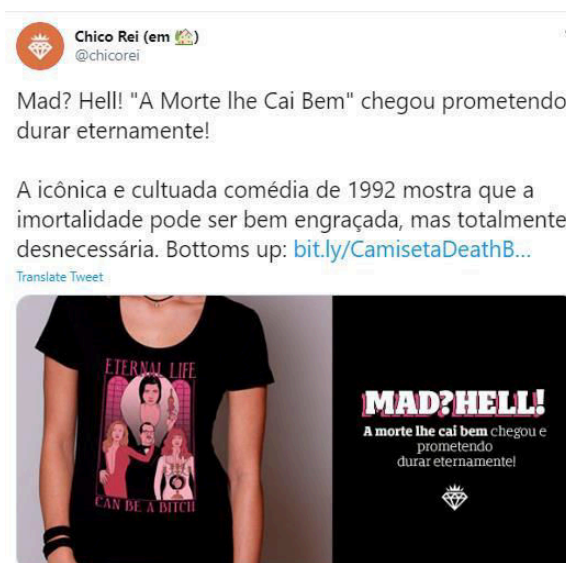 Chico Rei (em 🏡)
@chicorei
Mad? Hell! "A Morte lhe Cai Bem" chegou prometendo
durar eternamente!
A icônica e cultuada comédia de 1992 mostra que a
imortalidade pode ser bem engraçada, mas totalmente
desnecessária. Bottoms up: bit.ly/CamisetaDeathB...
Translate Tweet
ETERNAL LIFE
CAN BE A BITCH
MAD?HELL!
A morte lhe cai bem chegou e
prometendo
durar eternamente!